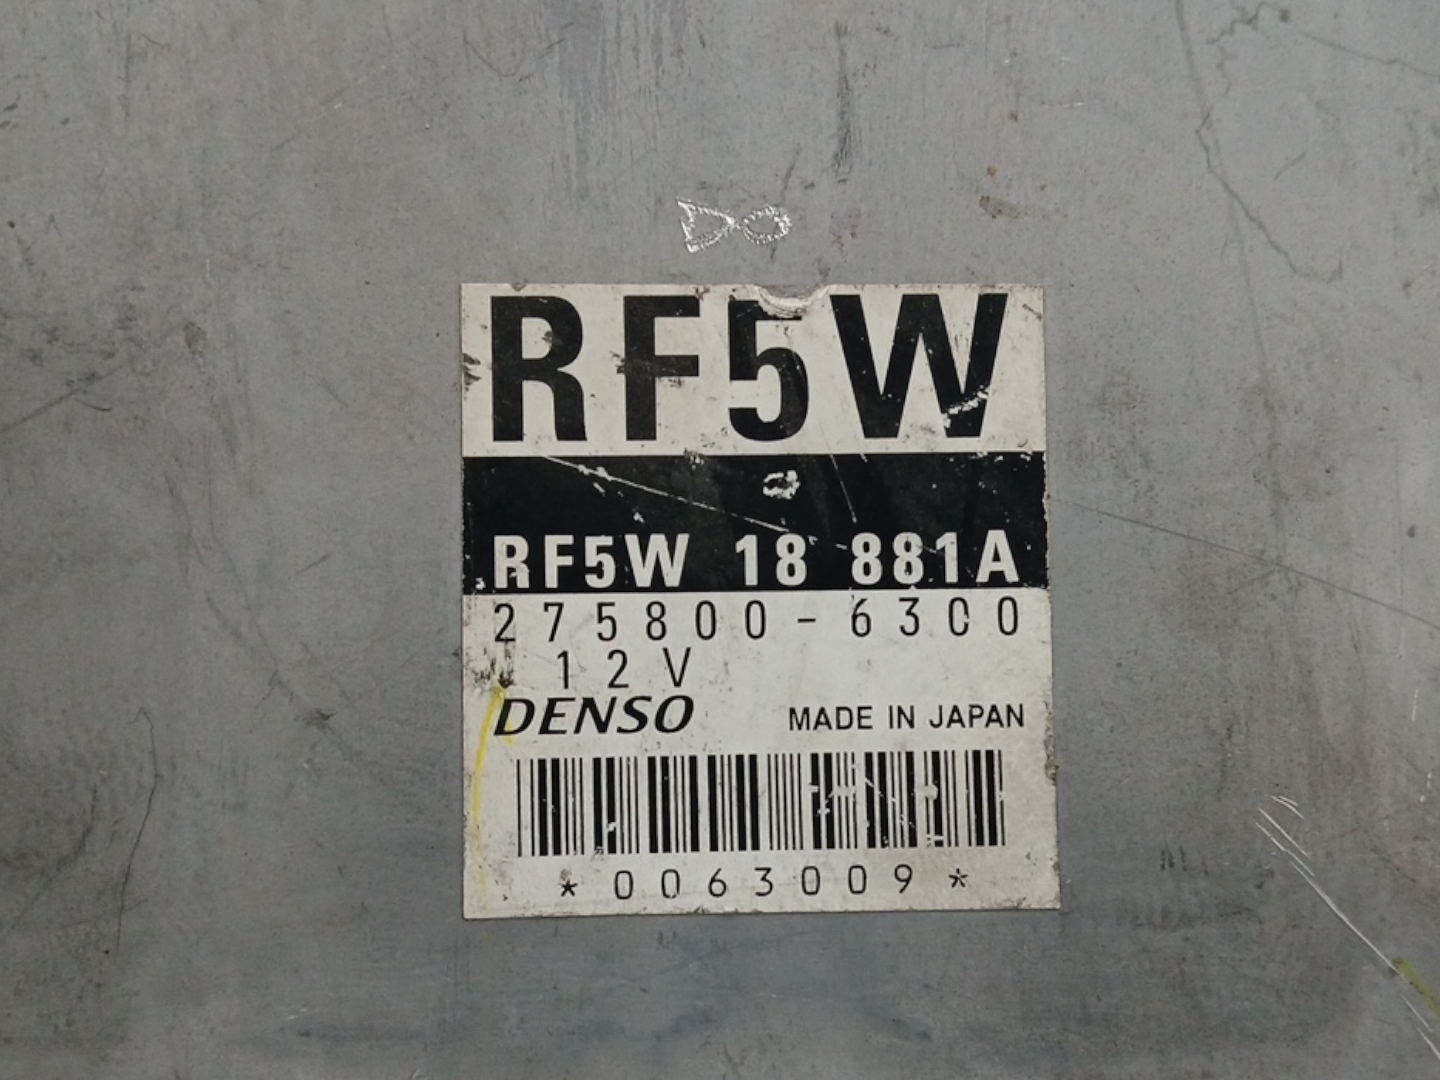 RF5W
RF5W 18 881A
275800-6300
12V
DENSO MADE IN JAPAN
*0063009*